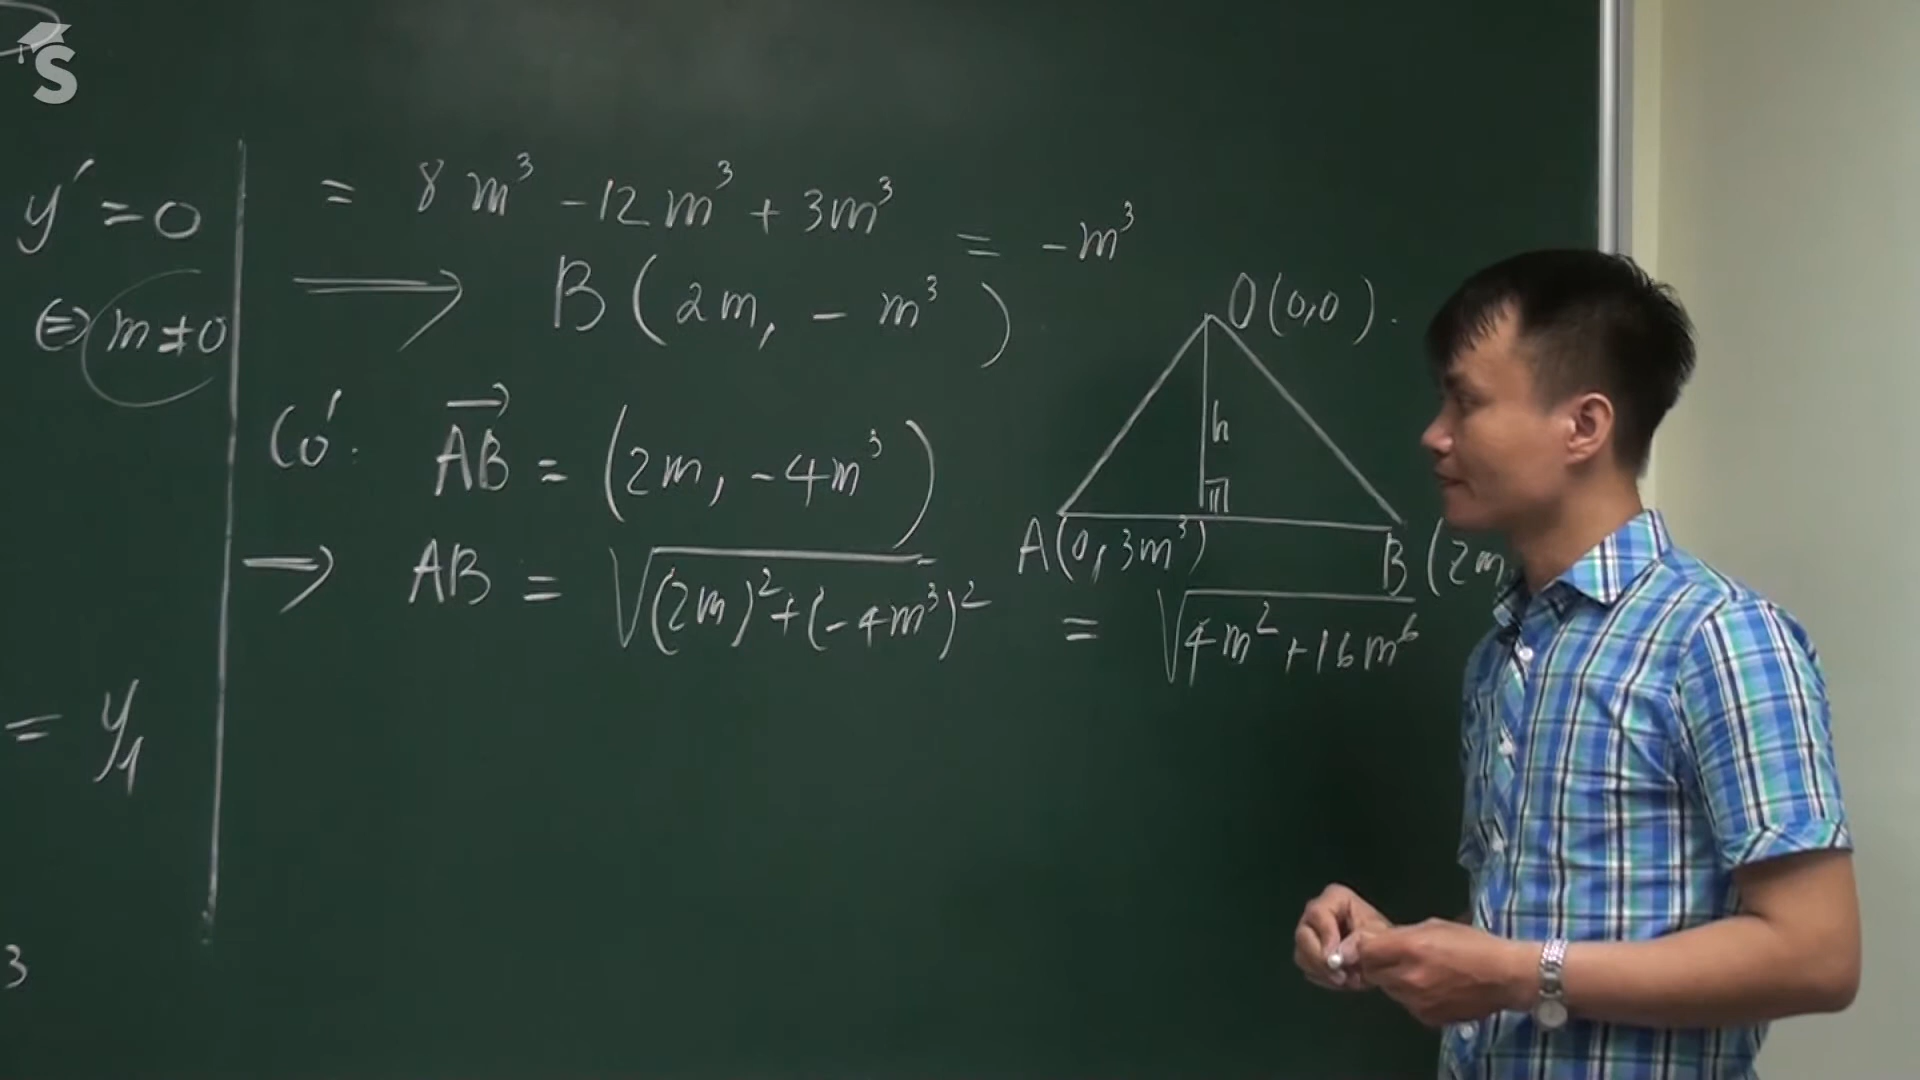 S
y' = 0
⇔ m ≠ 0
= y₁
3
= 8m³ - 12m³ + 3m³ = -m³
⟹ B(2m, -m³)
Có: \overrightarrow{AB} = (2m, -4m³)
⟹ AB = √((2m)² + (-4m³)²) = √(4m² + 16m⁶)
O(0,0).
h
A(0, 3m³)
B(2m,